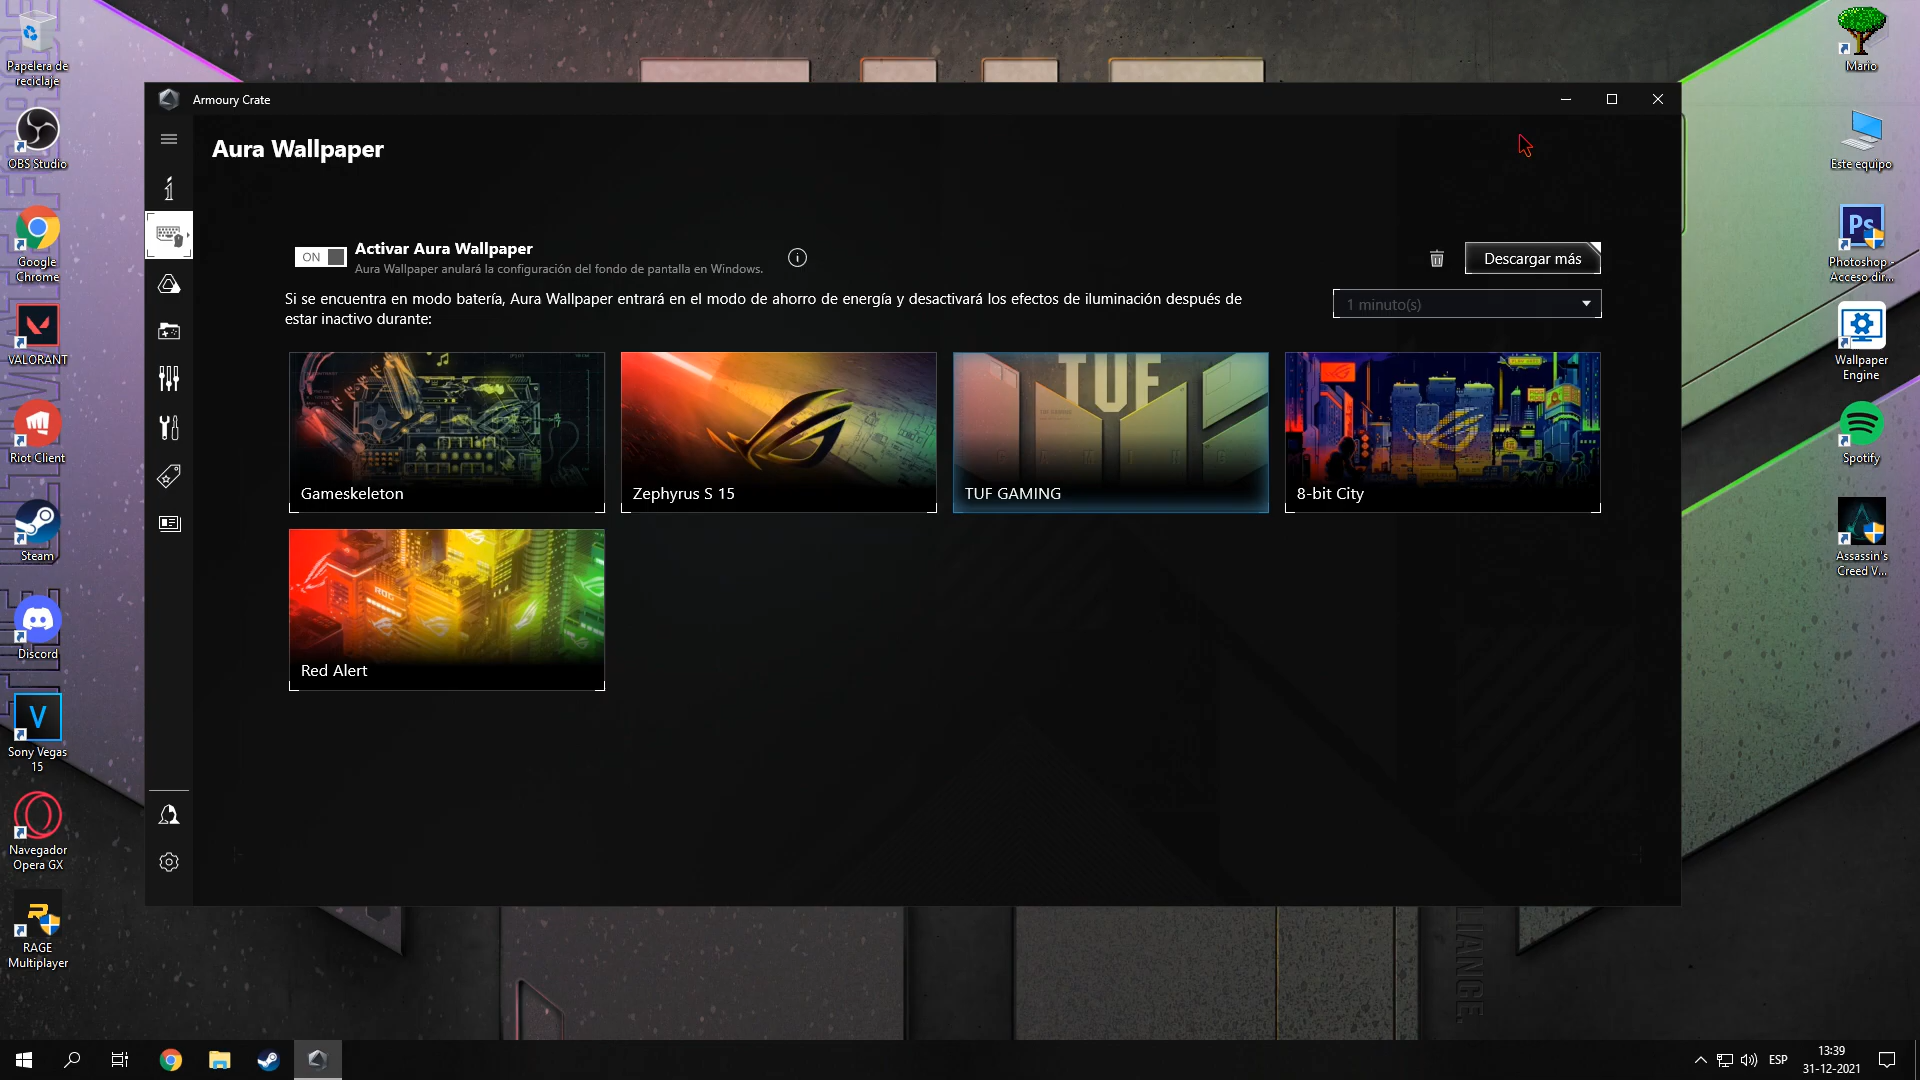 Papelera de
reciclaje
OBS Studio
Google
Chrome
VALORANT
Riot Client
Steam
Discord
Sony Vegas
15
Navegador
Opera GX
RAGE
Multiplayer
Armoury Crate
Aura Wallpaper
ON
Activar Aura Wallpaper
Aura Wallpaper anulará la configuración del fondo de pantalla en Windows.
Descargar más
Si se encuentra en modo batería, Aura Wallpaper entrará en el modo de ahorro de energía y desactivará los efectos de iluminación después de
estar inactivo durante:
1 minuto(s)
Gameskeleton
Zephyrus S 15
TUF
GAMING
TUF GAMING
8-bit City
ROG
Red Alert
Mario
Este equipo
Ps
Photoshop -
Acceso dir...
Wallpaper
Engine
Spotify
Assassin's
Creed V...
V
LIANCE.
ESP
13:39
31-12-2021